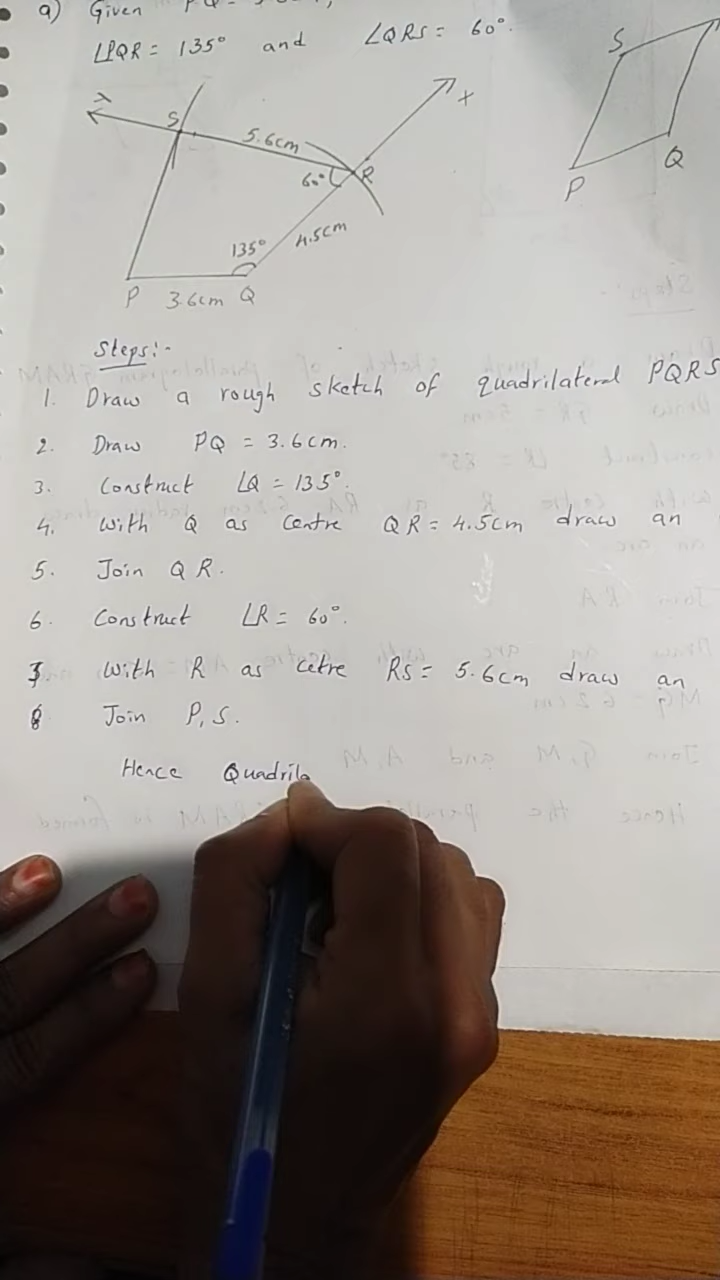 a) Given PQ =
∠PQR = 135° and ∠QRS = 60°.
S
Q
P
S
5.6cm
X
60°
R
135°
4.5cm
P 3.6cm Q
Steps:-
1. Draw a rough sketch of quadrilateral PQRS
2. Draw PQ = 3.6cm.
3. Construct ∠Q = 135°.
4. With Q as centre QR = 4.5cm draw an
5. Join QR.
6. Construct ∠R = 60°.
7 With R as cetre RS = 5.6cm draw an
8 Join P, S.
Hence Quadrila